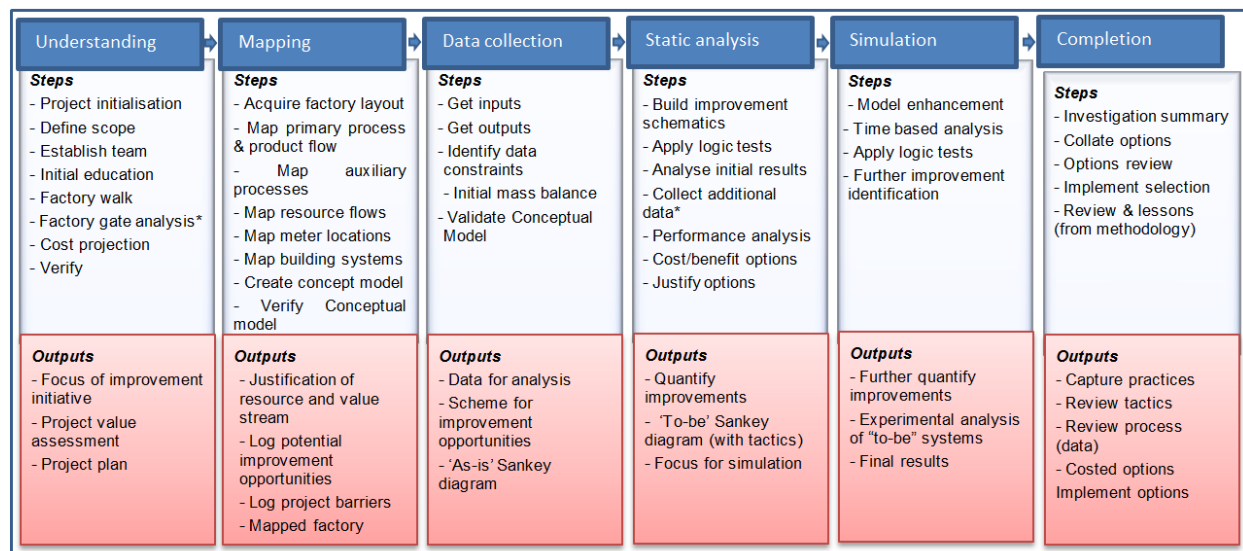 Understanding
Steps
- Project initialisation
- Define scope
- Establish team
- Initial education
- Factory walk
- Factory gate analysis*
- Cost projection
- Verify
Outputs
- Focus of improvement
initiative
- Project value
assessment
- Project plan
Mapping
Steps
- Acquire factory layout
- Map primary process
& product flow
- Map auxiliary
processes
- Map resource flows
- Map meter locations
- Map building systems
- Create concept model
- Verify Conceptual
model
Outputs
- Justification of
resource and value
stream
- Log potential
improvement
opportunities
- Log project barriers
- Mapped factory
Data collection
Steps
- Get inputs
- Get outputs
- Identify data
constraints
- Initial mass balance
- Validate Conceptual
Model
Outputs
- Data for analysis
- Scheme for
improvement
opportunities
- ‘As-is’ Sankey
diagram
Static analysis
Steps
- Build improvement
schematics
- Apply logic tests
- Analyse initial results
- Collect additional
data*
- Performance analysis
- Cost/benefit options
- Justify options
Outputs
- Quantify
improvements
- ‘To-be’ Sankey
diagram (with tactics)
- Focus for simulation
Simulation
Steps
- Model enhancement
- Time based analysis
- Apply logic tests
- Further improvement
identification
Outputs
- Further quantify
improvements
- Experimental analysis
of “to-be” systems
- Final results
Completion
Steps
- Investigation summary
- Collate options
- Options review
- Implement selection
- Review & lessons
(from methodology)
Outputs
- Capture practices
- Review tactics
- Review process
(data)
- Costed options
Implement options